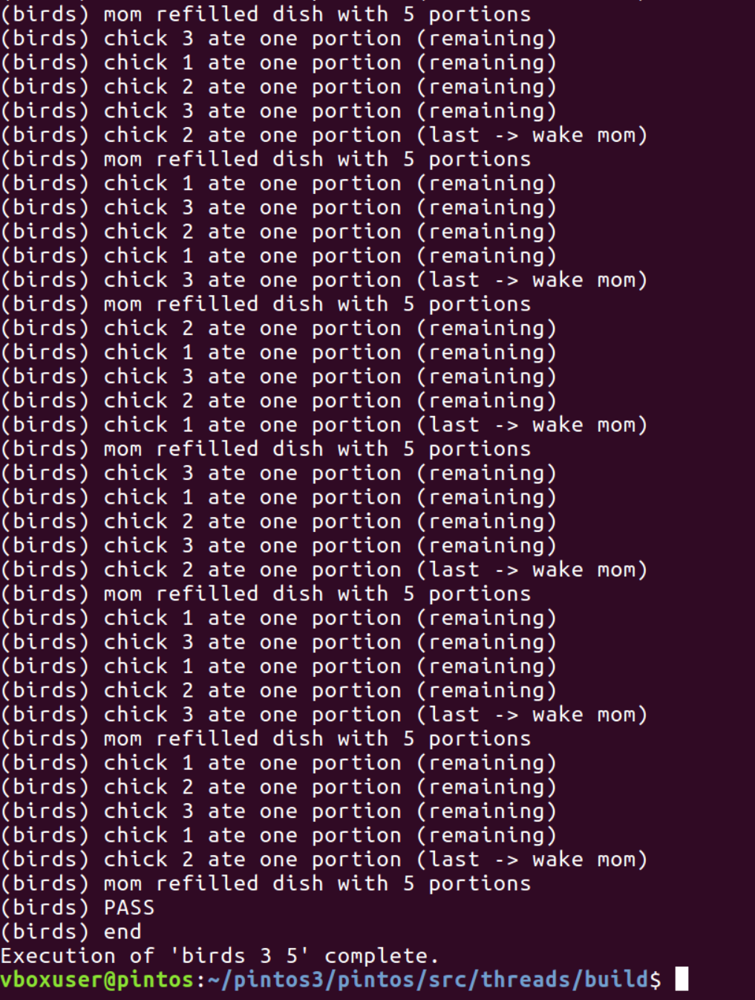 (birds) mom refilled dish with 5 portions
(birds) chick 3 ate one portion (remaining)
(birds) chick 1 ate one portion (remaining)
(birds) chick 2 ate one portion (remaining)
(birds) chick 3 ate one portion (remaining)
(birds) chick 2 ate one portion (last -> wake mom)
(birds) mom refilled dish with 5 portions
(birds) chick 1 ate one portion (remaining)
(birds) chick 3 ate one portion (remaining)
(birds) chick 2 ate one portion (remaining)
(birds) chick 1 ate one portion (remaining)
(birds) chick 3 ate one portion (last -> wake mom)
(birds) mom refilled dish with 5 portions
(birds) chick 2 ate one portion (remaining)
(birds) chick 1 ate one portion (remaining)
(birds) chick 3 ate one portion (remaining)
(birds) chick 2 ate one portion (remaining)
(birds) chick 1 ate one portion (last -> wake mom)
(birds) mom refilled dish with 5 portions
(birds) chick 3 ate one portion (remaining)
(birds) chick 1 ate one portion (remaining)
(birds) chick 2 ate one portion (remaining)
(birds) chick 3 ate one portion (remaining)
(birds) chick 2 ate one portion (last -> wake mom)
(birds) mom refilled dish with 5 portions
(birds) chick 1 ate one portion (remaining)
(birds) chick 3 ate one portion (remaining)
(birds) chick 1 ate one portion (remaining)
(birds) chick 2 ate one portion (remaining)
(birds) chick 3 ate one portion (last -> wake mom)
(birds) mom refilled dish with 5 portions
(birds) chick 1 ate one portion (remaining)
(birds) chick 2 ate one portion (remaining)
(birds) chick 3 ate one portion (remaining)
(birds) chick 1 ate one portion (remaining)
(birds) chick 2 ate one portion (last -> wake mom)
(birds) mom refilled dish with 5 portions
(birds) PASS
(birds) end
Execution of 'birds 3 5' complete.
vboxuser@pintos:~/pintos3/pintos/src/threads/build$